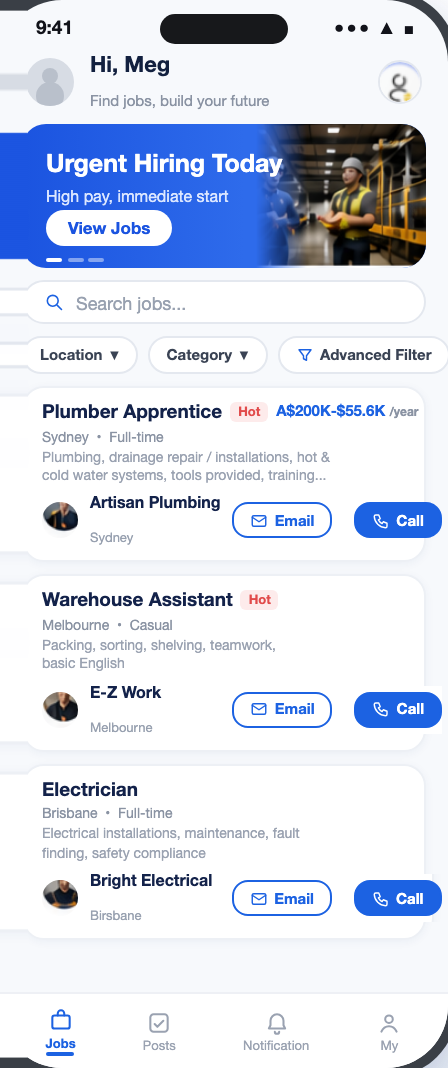 9:41
Hi, Meg
Find jobs, build your future
Urgent Hiring Today
High pay, immediate start
View Jobs
Search jobs...
Location ▼ Category ▼ Advanced Filter
Plumber Apprentice Hot A$200K-$55.6K /year
Sydney • Full-time
Plumbing, drainage repair / installations, hot &
cold water systems, tools provided, training...
Artisan Plumbing
Sydney
Email Call
Warehouse Assistant Hot
Melbourne • Casual
Packing, sorting, shelving, teamwork,
basic English
E-Z Work
Melbourne
Email Call
Electrician
Brisbane • Full-time
Electrical installations, maintenance, fault
finding, safety compliance
Bright Electrical
Birsbane
Email Call
Jobs Posts Notification My